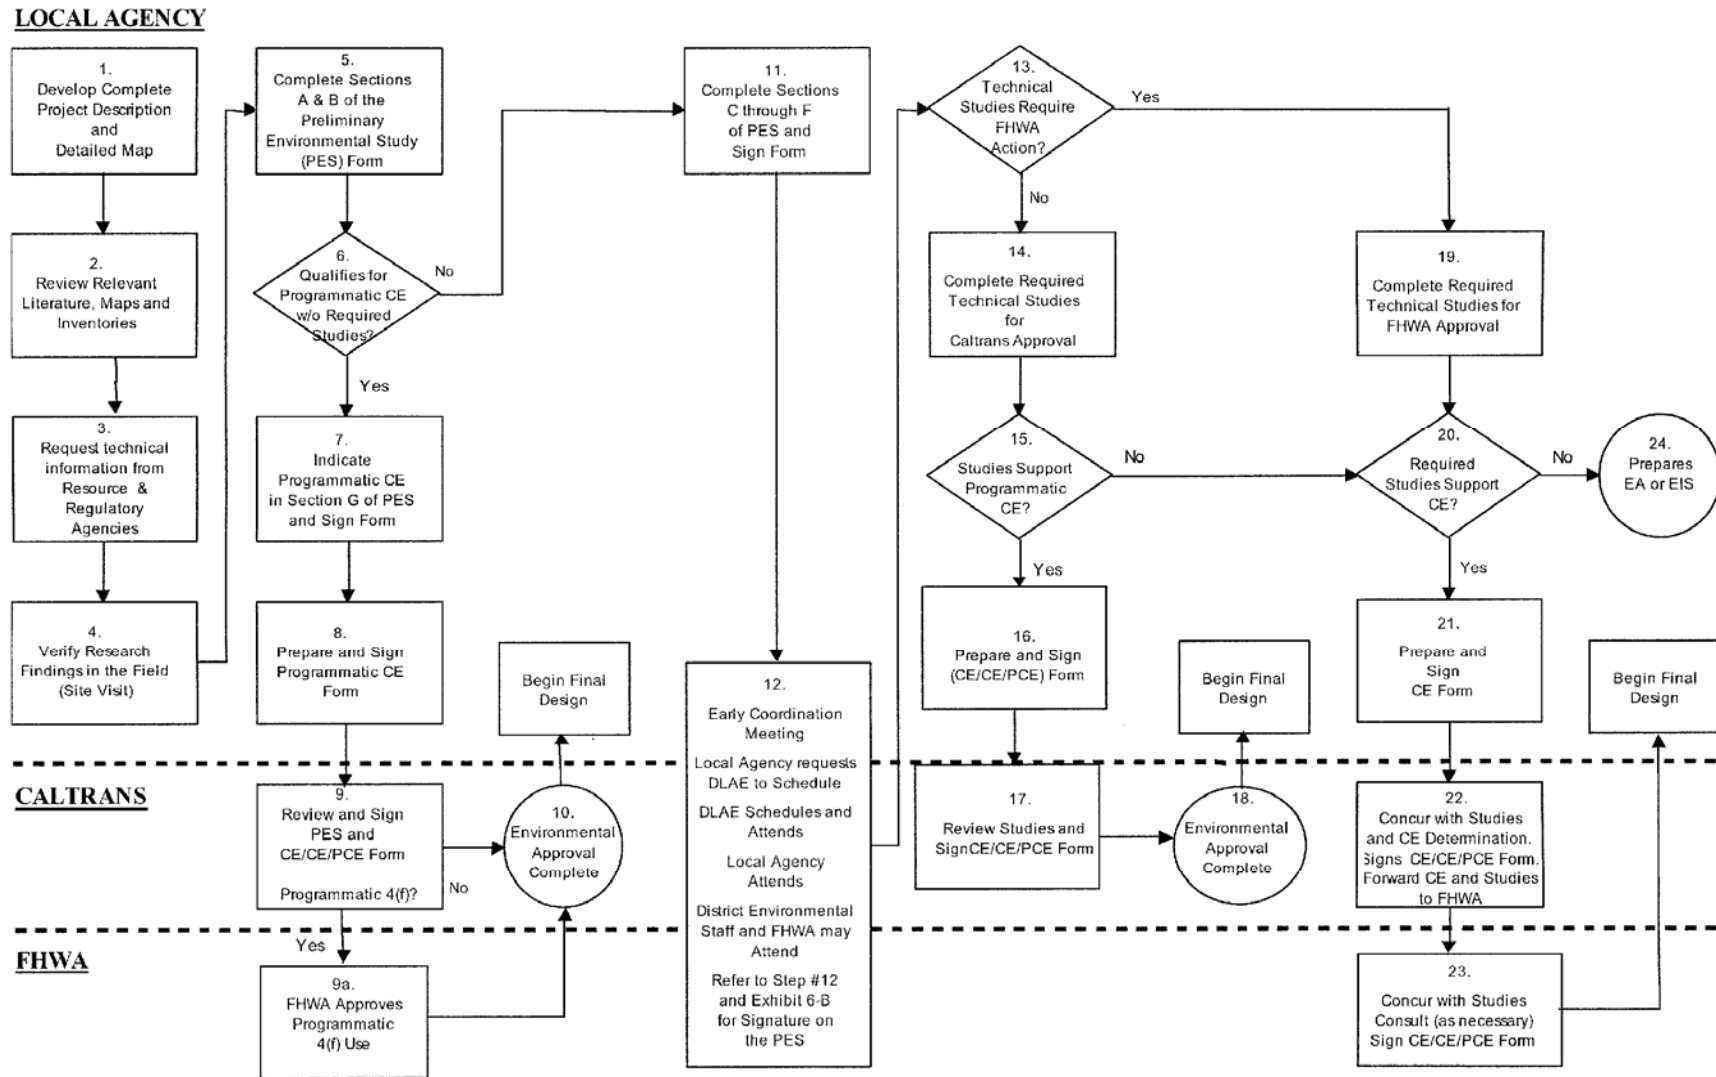 LOCAL AGENCY
1.
Develop Complete
Project Description
and
Detailed Map
2.
Review Relevant
Literature, Maps and
Inventories
3.
Request technical
information from
Resource &
Regulatory
Agencies
4.
Verify Research
Findings in the Field
(Site Visit)
5.
Complete Sections
A & B of the
Preliminary
Environmental Study
(PES) Form
6.
Qualifies for
Programmatic CE
w/o Required
Studies?
No
Yes
7.
Indicate
Programmatic CE
in Section G of PES
and Sign Form
8.
Prepare and Sign
Programmatic CE
Form
CALTRANS
9.
Review and Sign
PES and
CE/CE/PCE Form
Programmatic 4(f)?
No
Yes
FHWA
9a.
FHWA Approves
Programmatic
4(f) Use
10.
Environmental
Approval
Complete
Begin Final
Design
11.
Complete Sections
C through F
of PES and
Sign Form
12.
Early Coordination
Meeting
Local Agency requests
DLAE to Schedule
DLAE Schedules and
Attends
Local Agency
Attends
District Environmental
Staff and FHWA may
Attend
Refer to Step #12
and Exhibit 6-B
for Signature on
the PES
13.
Technical
Studies Require
FHWA
Action?
Yes
No
14.
Complete Required
Technical Studies
for
Caltrans Approval
15.
Studies Support
Programmatic
CE?
No
Yes
16.
Prepare and Sign
(CE/CE/PCE) Form
17.
Review Studies and
SignCE/CE/PCE Form
18.
Environmental
Approval
Complete
Begin Final
Design
19.
Complete Required
Technical Studies for
FHWA Approval
20.
Required
Studies Support
CE?
No
Yes
24.
Prepares
EA or EIS
21.
Prepare and
Sign
CE Form
22.
Concur with Studies
and CE Determination.
Signs CE/CE/PCE Form.
Forward CE and Studies
to FHWA
23.
Concur with Studies
Consult (as necessary)
Sign CE/CE/PCE Form
Begin Final
Design